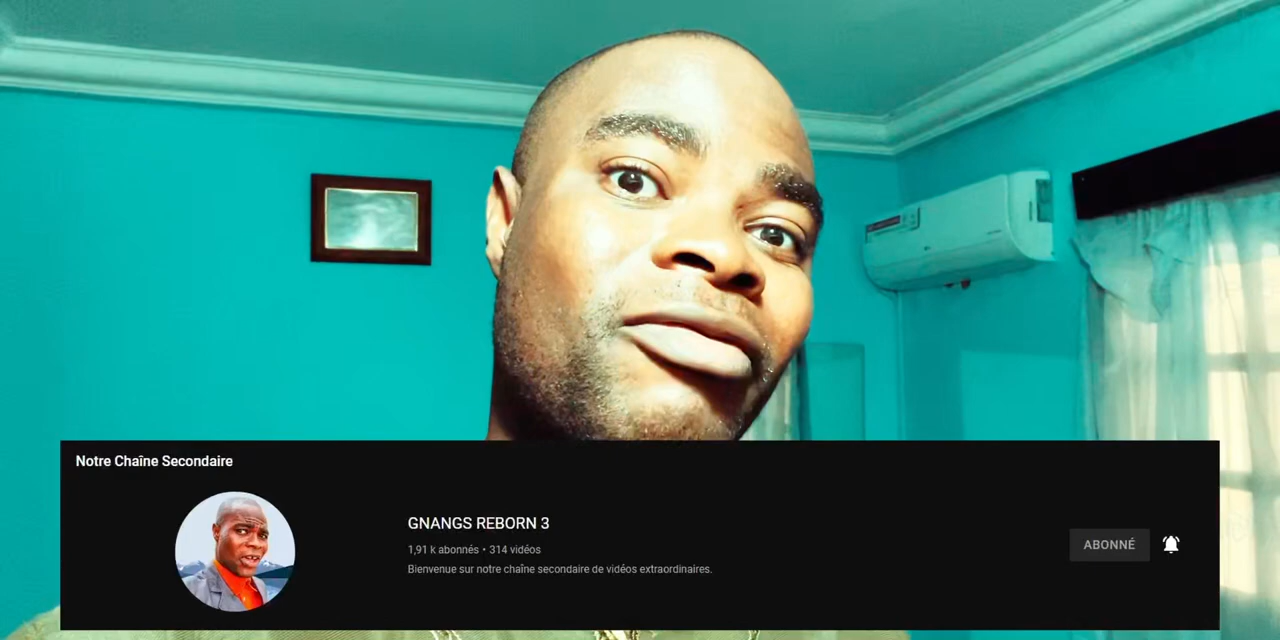 Notre Chaîne Secondaire
GNANGS REBORN 3
1,91 k abonnés • 314 vidéos
Bienvenue sur notre chaîne secondaire de vidéos extraordinaires.
ABONNÉ